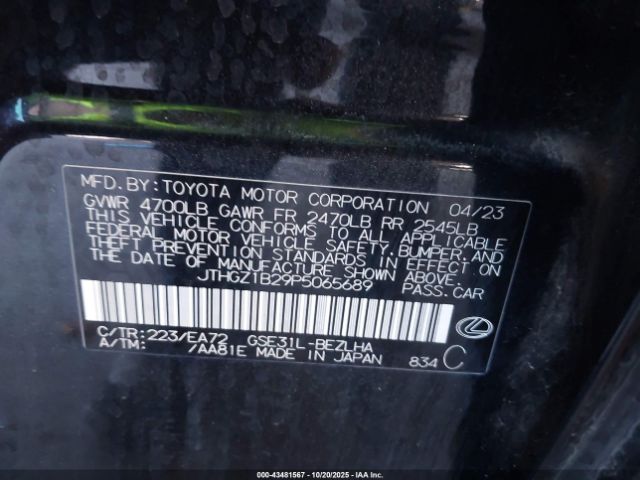 MFD. BY: TOYOTA MOTOR CORPORATION 04/23
GVWR 4700LB GAWR FR 2470LB RR 2545LB
THIS VEHICLE CONFORMS TO ALL APPLICABLE
FEDERAL MOTOR VEHICLE SAFETY, BUMPER, AND
THEFT PREVENTION STANDARDS IN EFFECT ON
THE DATE OF MANUFACTURE SHOWN ABOVE.
JTHGZ1B29P5065689 PASS. CAR
C/TR: 223/EA72 GSE31L-BEZLHA
A/TM: /AA81E MADE IN JAPAN 834 C
000-43481567 - 10/20/2025 - IAAI.COM